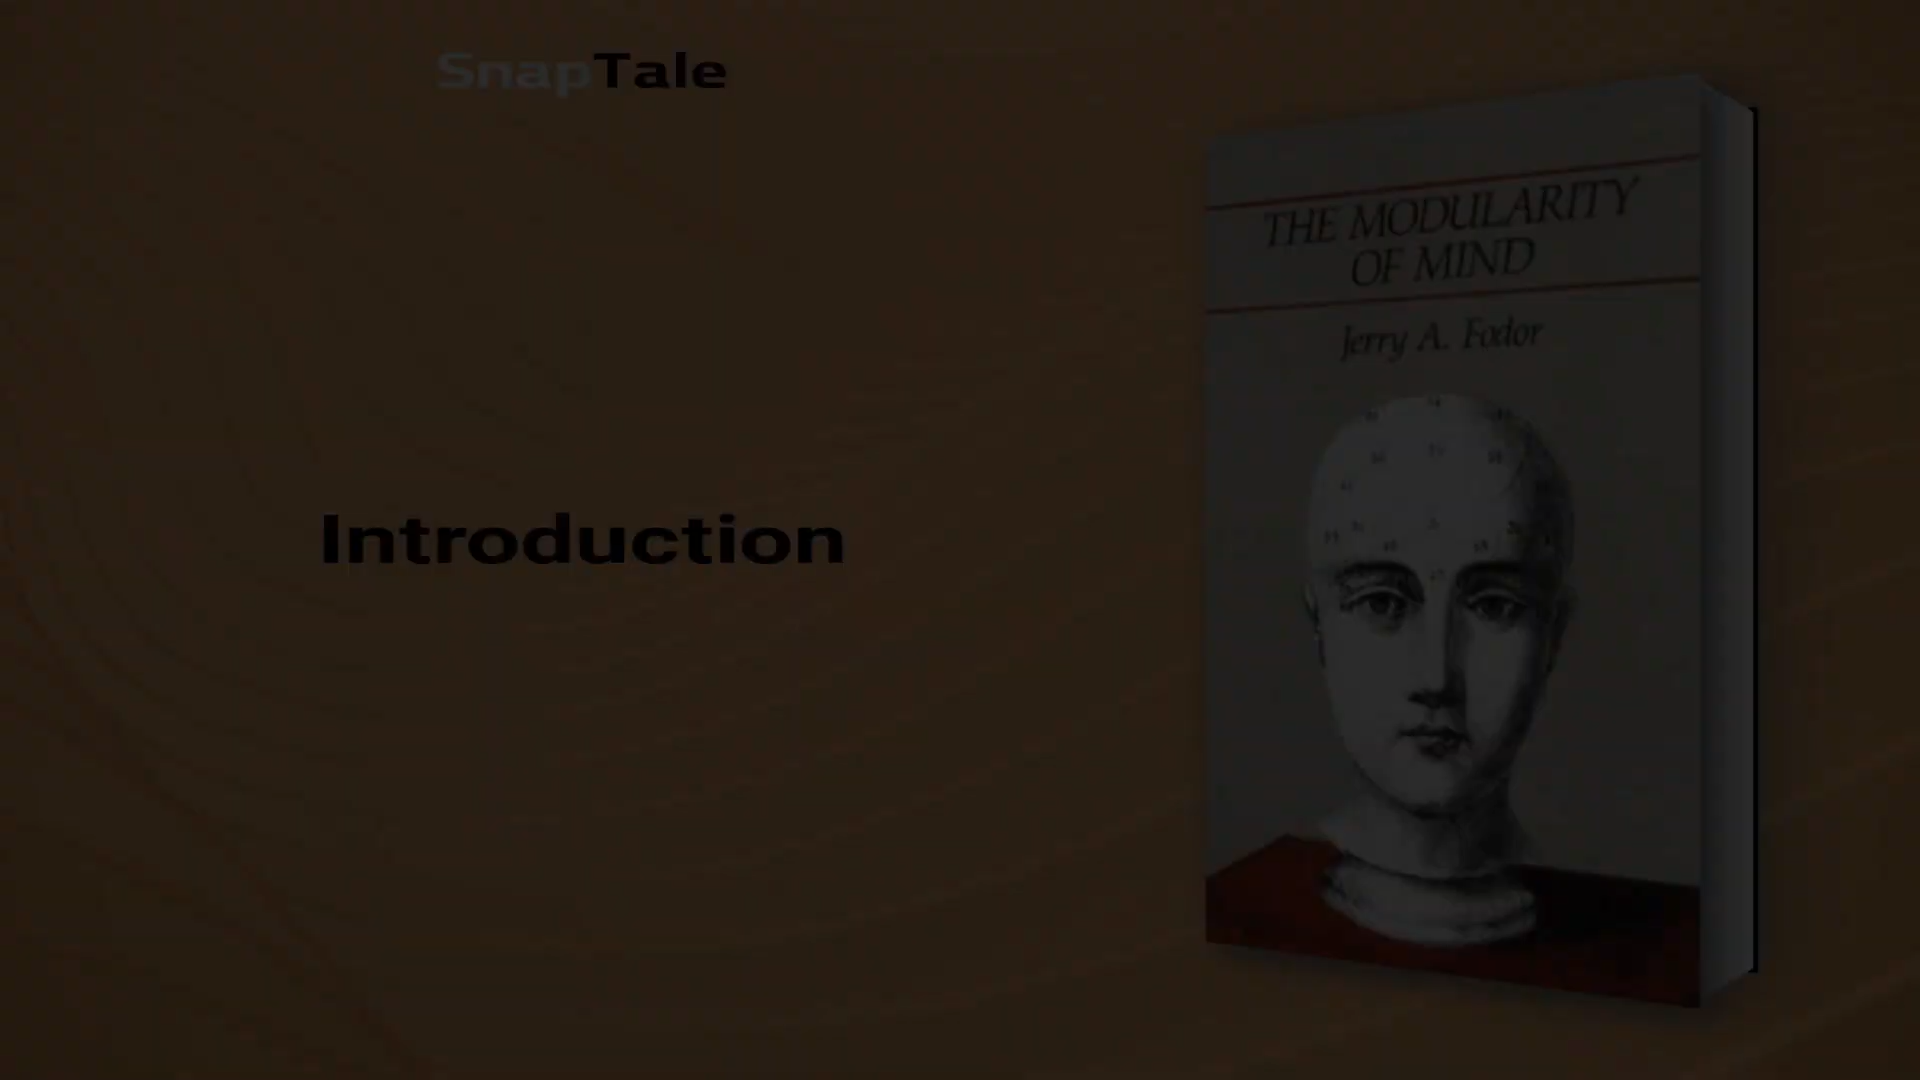 SnapTale
Introduction
THE MODULARITY
OF MIND
Jerry A. Fodor